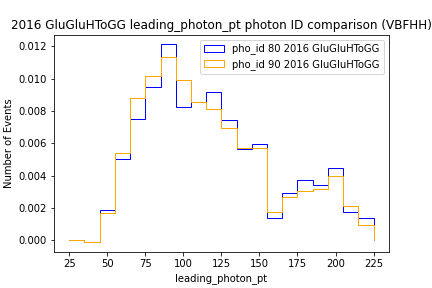 2016 GluGluHToGG leading_photon_pt photon ID comparison (VBFHH)
pho_id 80 2016 GluGluHToGG
pho_id 90 2016 GluGluHToGG
Number of Events
0.012
0.010
0.008
0.006
0.004
0.002
0.000
25 50 75 100 125 150 175 200 225
leading_photon_pt